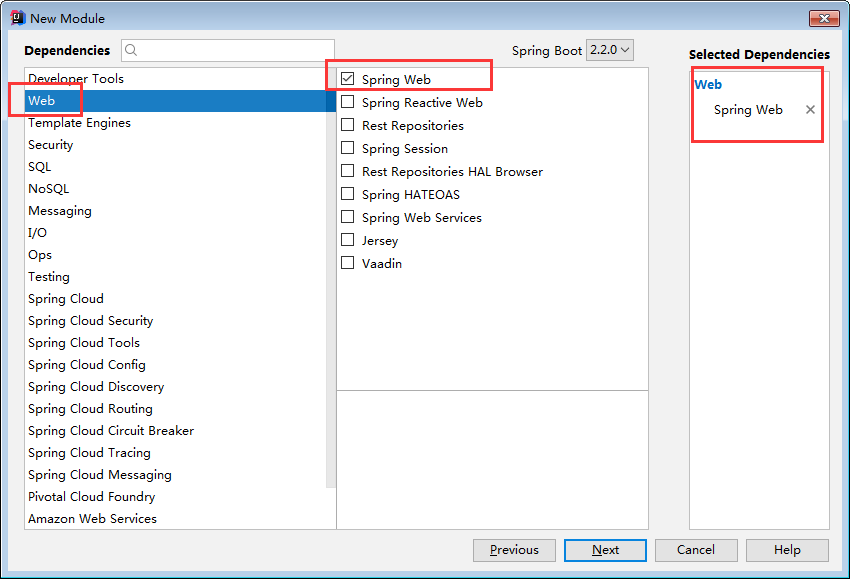 New Module
Dependencies
Spring Boot 2.2.0
Developer Tools
Web
Template Engines
Security
SQL
NoSQL
Messaging
I/O
Ops
Testing
Spring Cloud
Spring Cloud Security
Spring Cloud Tools
Spring Cloud Config
Spring Cloud Discovery
Spring Cloud Routing
Spring Cloud Circuit Breaker
Spring Cloud Tracing
Spring Cloud Messaging
Pivotal Cloud Foundry
Amazon Web Services
Spring Web
Spring Reactive Web
Rest Repositories
Spring Session
Rest Repositories HAL Browser
Spring HATEOAS
Spring Web Services
Jersey
Vaadin
Selected Dependencies
Web
Spring Web
Previous
Next
Cancel
Help